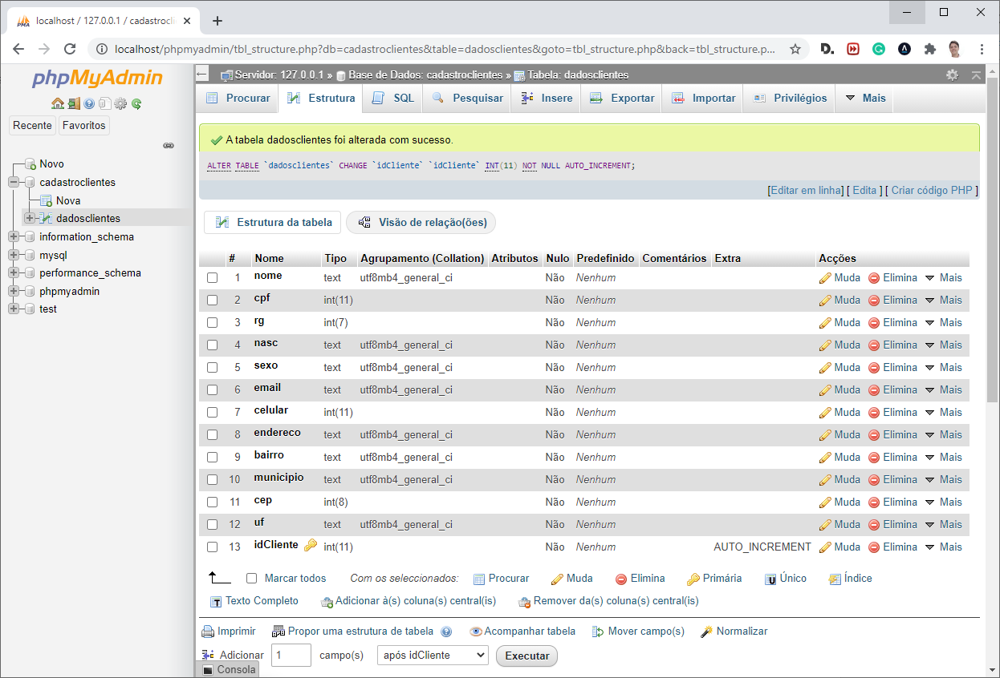 localhost / 127.0.0.1 / cadastrocli
localhost/phpmyadmin/tbl_structure.php?db=cadastroclientes&table=dadosclientes&goto=tbl_structure.php&back=tbl_structure.p...
phpMyAdmin
Recente Favoritos
Novo
cadastroclientes
Nova
dadosclientes
information_schema
mysql
performance_schema
phpmyadmin
test
Servidor: 127.0.0.1 » Base de Dados: cadastroclientes » Tabela: dadosclientes
Procurar Estrutura SQL Pesquisar Insere Exportar Importar Privilégios Mais
A tabela dadosclientes foi alterada com sucesso.
ALTER TABLE `dadosclientes` CHANGE `idCliente` `idCliente` INT(11) NOT NULL AUTO_INCREMENT;
[Editar em linha] [ Edita ] [ Criar código PHP ]
Estrutura da tabela Visão de relação(ões)
# Nome Tipo Agrupamento (Collation) Atributos Nulo Predefinido Comentários Extra Acções
1 nome text utf8mb4_general_ci Não Nenhum Muda Elimina Mais
2 cpf int(11) Não Nenhum Muda Elimina Mais
3 rg int(7) Não Nenhum Muda Elimina Mais
4 nasc text utf8mb4_general_ci Não Nenhum Muda Elimina Mais
5 sexo text utf8mb4_general_ci Não Nenhum Muda Elimina Mais
6 email text utf8mb4_general_ci Não Nenhum Muda Elimina Mais
7 celular int(11) Não Nenhum Muda Elimina Mais
8 endereco text utf8mb4_general_ci Não Nenhum Muda Elimina Mais
9 bairro text utf8mb4_general_ci Não Nenhum Muda Elimina Mais
10 municipio text utf8mb4_general_ci Não Nenhum Muda Elimina Mais
11 cep int(8) Não Nenhum Muda Elimina Mais
12 uf text utf8mb4_general_ci Não Nenhum Muda Elimina Mais
13 idCliente int(11) Não Nenhum AUTO_INCREMENT Muda Elimina Mais
Marcar todos Com os seleccionados: Procurar Muda Elimina Primária Único Índice
Texto Completo Adicionar à(s) coluna(s) central(is) Remover da(s) coluna(s) central(is)
Imprimir Propor uma estrutura de tabela Acompanhar tabela Mover campo(s) Normalizar
Adicionar 1 campo(s) após idCliente Executar
Consola